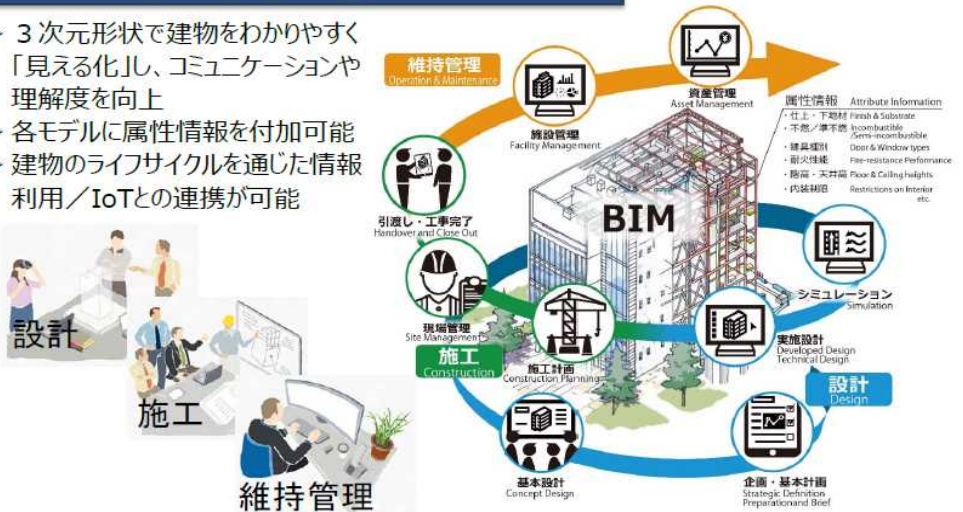 ３次元形状で建物をわかりやすく
「見える化」し、コミュニケーションや
理解度を向上
各モデルに属性情報を付加可能
建物のライフサイクルを通じた情報
利用／IoTとの連携が可能
設計
施工
維持管理
維持管理
Operation & Maintenance
資産管理
Asset Management
施設管理
Facility Management
引渡し・工事完了
Handover and Close Out
現場管理
Site Management
施工
Construction
施工計画
Construction Planning
BIM
属性情報 Attribute Information
・仕上・下地材 Finish & Substrate
・不燃／準不燃 Incombustible
/Semi-incombustible
・建具種別 Door & Window types
・耐火性能 Fire-resistance Performance
・階高・天井高 Floor & Ceiling heights
・内装制限 Restrictions on Interior
etc.
シミュレーション
Simulation
実施設計
Developed Design
Technical Design
設計
Design
基本設計
Concept Design
企画・基本計画
Strategic Definition
Preparationand Brief